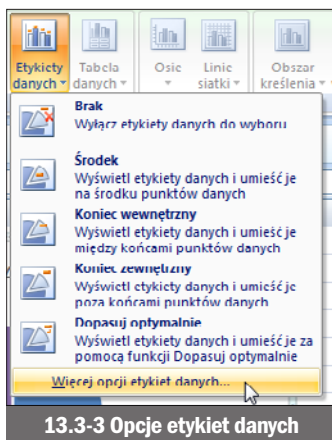 Etykiety danych
Tabela danych
Osie
Linie siatki
Obszar kreślenia
Brak
Wyłącz etykiety danych do wyboru
Środek
Wyświetl etykiety danych i umieść je
na środku punktów danych
Koniec wewnętrzny
Wyświetl etykiety danych i umieść je
między końcami punktów danych
Koniec zewnętrzny
Wyświetl etykiety danych i umieść je
poza końcami punktów danych
Dopasuj optymalnie
Wyświetl etykiety danych i umieść je za
pomocą funkcji Dopasuj optymalnie
Więcej opcji etykiet danych...
13.3-3 Opcje etykiet danych